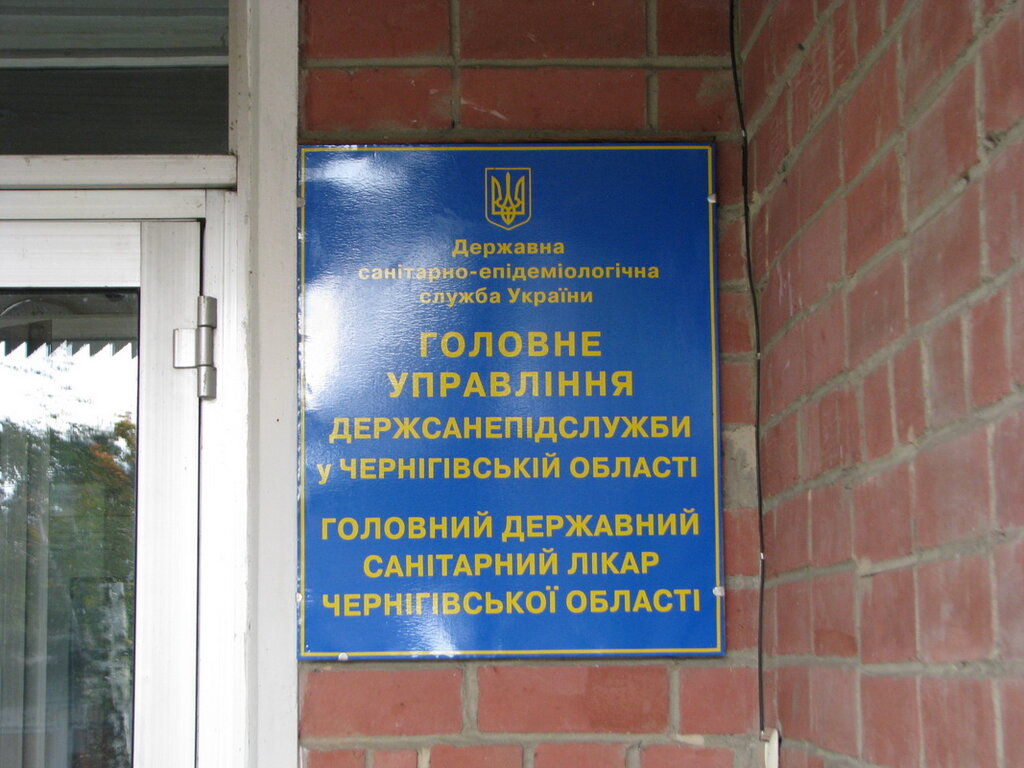 Державна
санітарно-епідеміологічна
служба України
ГОЛОВНЕ
УПРАВЛІННЯ
ДЕРЖСАНЕПІДСЛУЖБИ
у ЧЕРНІГІВСЬКІЙ ОБЛАСТІ
ГОЛОВНИЙ ДЕРЖАВНИЙ
САНІТАРНИЙ ЛІКАР
ЧЕРНІГІВСЬКОЇ ОБЛАСТІ